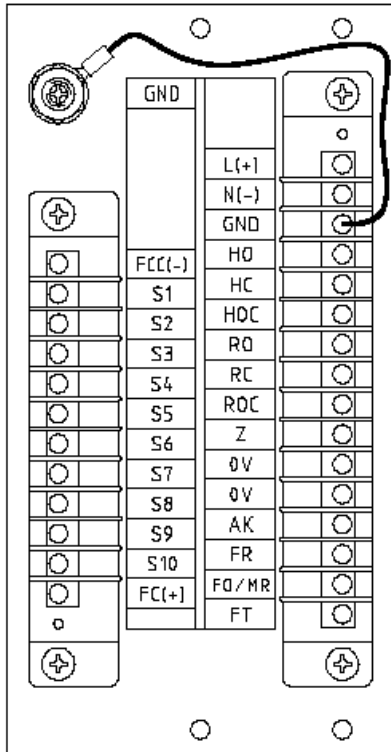 GND
FCC(-)
S1
S2
S3
S4
S5
S6
S7
S8
S9
S10
FC(+)
L(+)
N(-)
GND
HO
HC
HOC
RO
RC
ROC
Z
0V
0V
AK
FR
FO/MR
FT